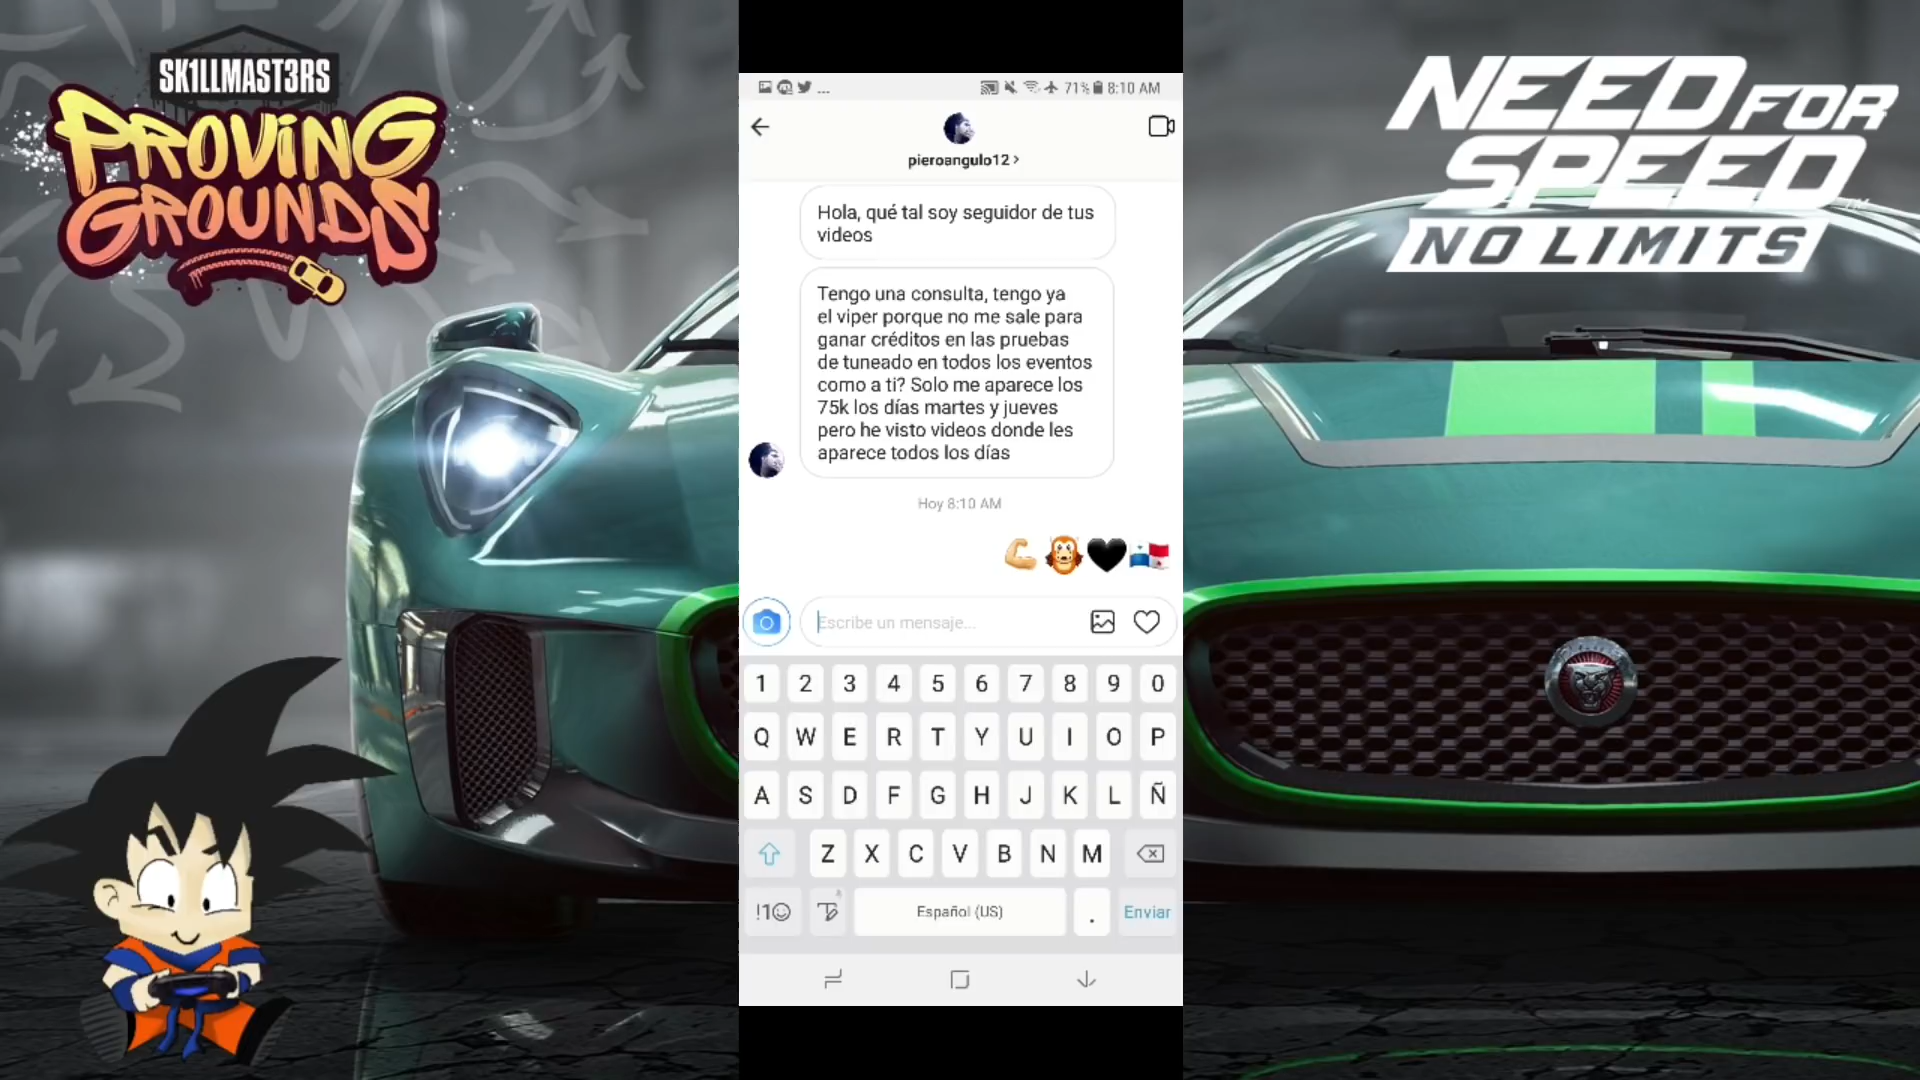 SK1LLMAST3RS
PROVING
GROUNDS
NEED FOR
SPEED
TM
NO LIMITS
... 71% 8:10 AM
pieroangulo12 >
Hola, qué tal soy seguidor de tus
videos
Tengo una consulta, tengo ya
el viper porque no me sale para
ganar créditos en las pruebas
de tuneado en todos los eventos
como a ti? Solo me aparece los
75k los días martes y jueves
pero he visto videos donde les
aparece todos los días
Hoy 8:10 AM
Escribe un mensaje...
1 2 3 4 5 6 7 8 9 0
Q W E R T Y U I O P
A S D F G H J K L Ñ
Z X C V B N M
!1☺ Español (US) . Enviar